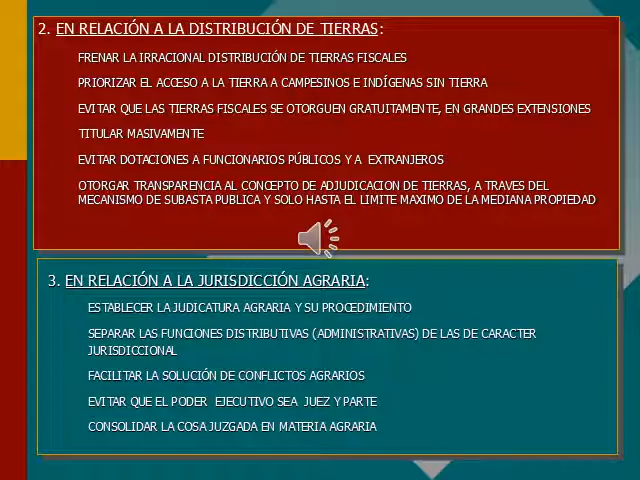 2. EN RELACIÓN A LA DISTRIBUCIÓN DE TIERRAS:
FRENAR LA IRRACIONAL DISTRIBUCIÓN DE TIERRAS FISCALES
PRIORIZAR EL ACCESO A LA TIERRA A CAMPESINOS E INDÍGENAS SIN TIERRA
EVITAR QUE LAS TIERRAS FISCALES SE OTORGUEN GRATUITAMENTE, EN GRANDES EXTENSIONES
TITULAR MASIVAMENTE
EVITAR DOTACIONES A FUNCIONARIOS PÚBLICOS Y A EXTRANJEROS
OTORGAR TRANSPARENCIA AL CONCEPTO DE ADJUDICACION DE TIERRAS, A TRAVES DEL
MECANISMO DE SUBASTA PUBLICA Y SOLO HASTA EL LIMITE MAXIMO DE LA MEDIANA PROPIEDAD
3. EN RELACIÓN A LA JURISDICCIÓN AGRARIA:
ESTABLECER LA JUDICATURA AGRARIA Y SU PROCEDIMIENTO
SEPARAR LAS FUNCIONES DISTRIBUTIVAS (ADMINISTRATIVAS) DE LAS DE CARACTER
JURISDICCIONAL
FACILITAR LA SOLUCIÓN DE CONFLICTOS AGRARIOS
EVITAR QUE EL PODER EJECUTIVO SEA JUEZ Y PARTE
CONSOLIDAR LA COSA JUZGADA EN MATERIA AGRARIA